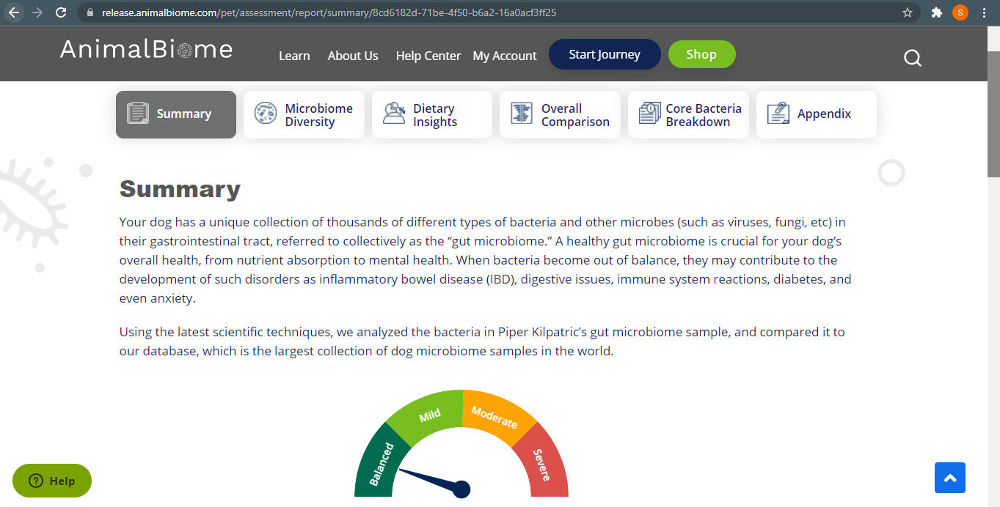 release.animalbiome.com/pet/assessment/report/summary/8cd6182d-71be-4f50-b6a2-16a0acf3ff25
S
AnimalBiome
Learn
About Us
Help Center
My Account
Start Journey
Shop
Summary
Microbiome
Diversity
Dietary
Insights
Overall
Comparison
Core Bacteria
Breakdown
Appendix
Summary
Your dog has a unique collection of thousands of different types of bacteria and other microbes (such as viruses, fungi, etc) in
their gastrointestinal tract, referred to collectively as the “gut microbiome.” A healthy gut microbiome is crucial for your dog’s
overall health, from nutrient absorption to mental health. When bacteria become out of balance, they may contribute to the
development of such disorders as inflammatory bowel disease (IBD), digestive issues, immune system reactions, diabetes, and
even anxiety.
Using the latest scientific techniques, we analyzed the bacteria in Piper Kilpatric’s gut microbiome sample, and compared it to
our database, which is the largest collection of dog microbiome samples in the world.
Balanced
Mild
Moderate
Severe
? Help